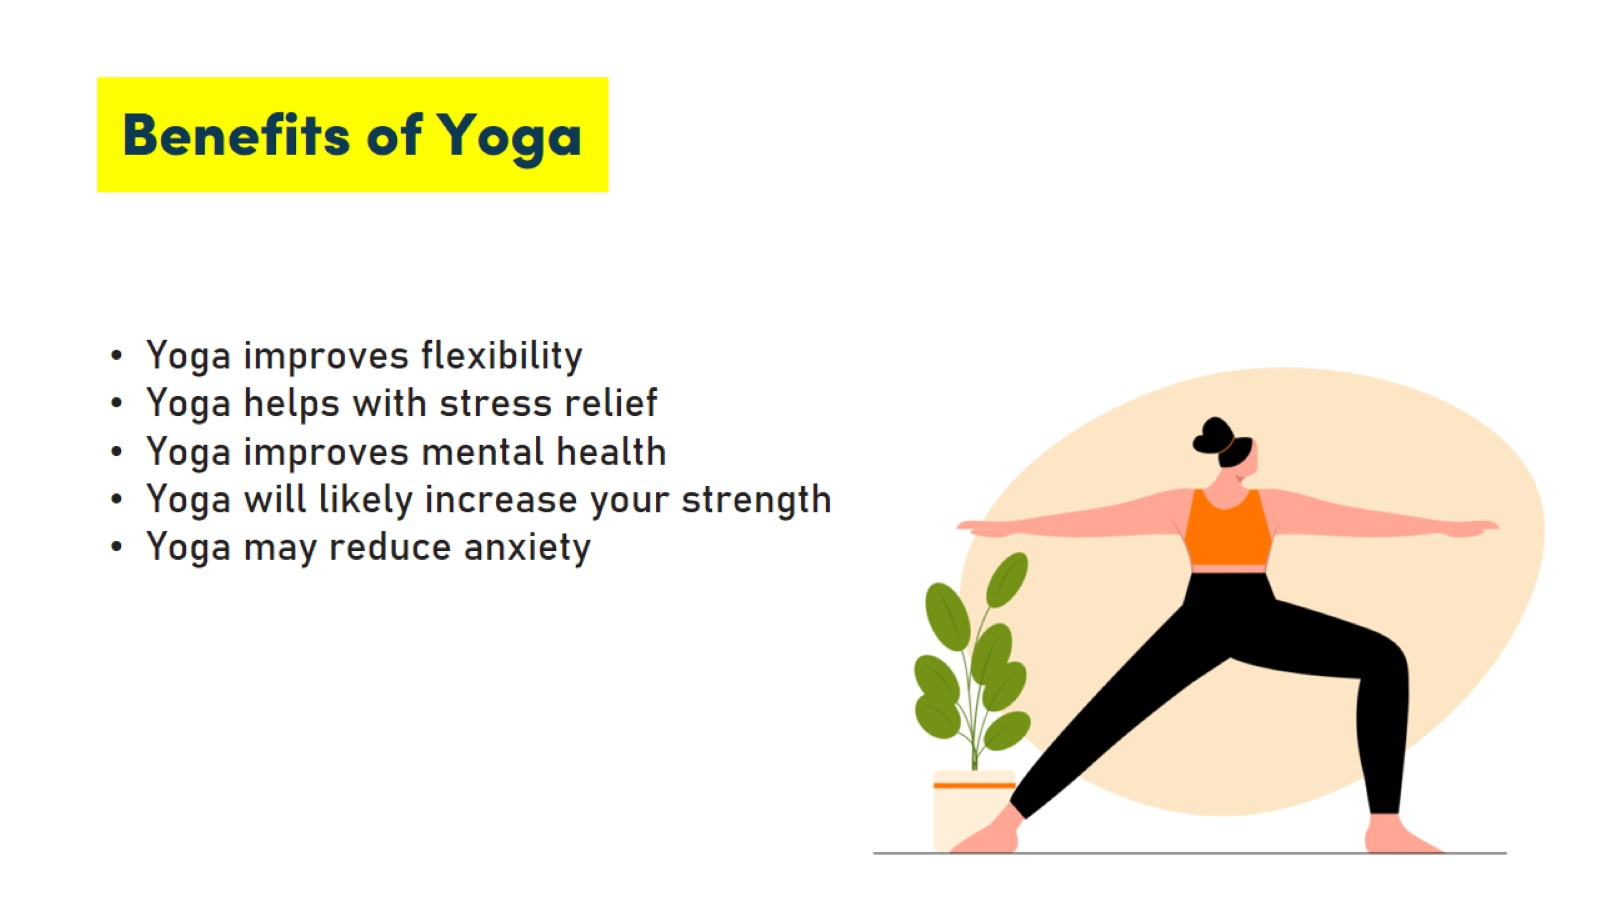 Benefits of Yoga
• Yoga improves flexibility
• Yoga helps with stress relief
• Yoga improves mental health
• Yoga will likely increase your strength
• Yoga may reduce anxiety